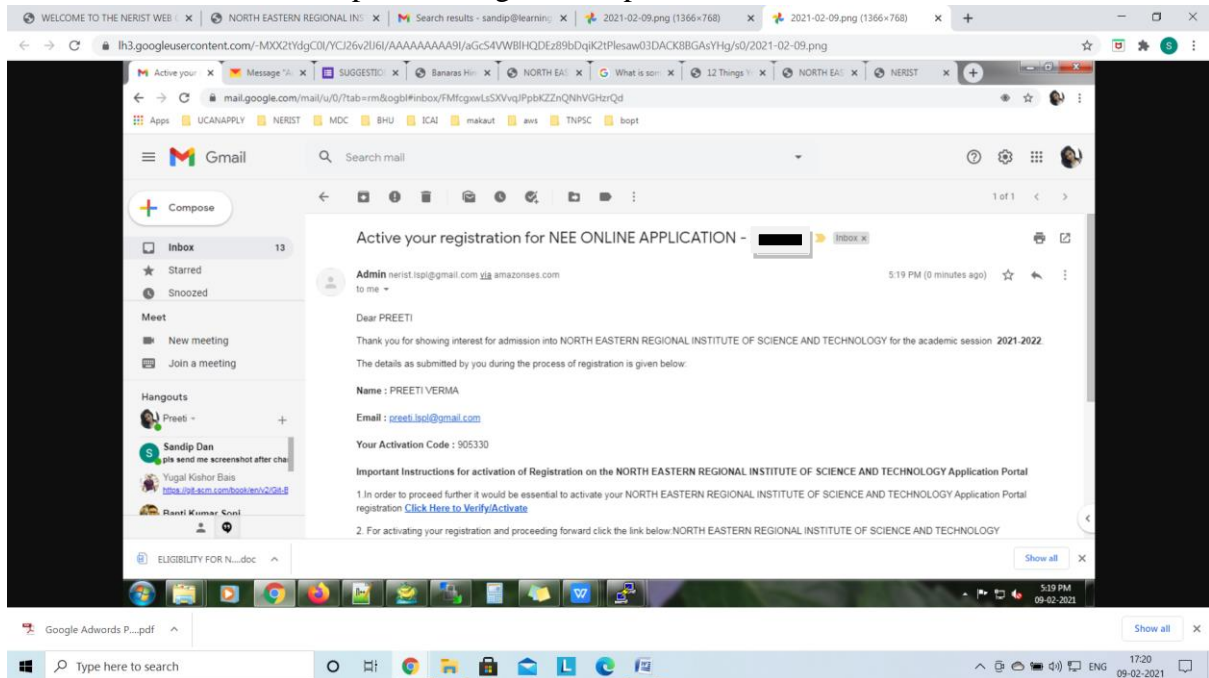 WELCOME TO THE NERIST WEB
NORTH EASTERN REGIONAL INS
Search results - sandip@learning
2021-02-09.png (1366×768)
2021-02-09.png (1366×768)
lh3.googleusercontent.com/-MXX2tYdgC0I/YCJ26v2IJ6I/AAAAAAAAA9I/aGcS4VWBlHQDEz89bDqiK2tPlesaw03DACK8BGAsYHg/s0/2021-02-09.png
S
Active your
Message "A
SUGGESTIO
Banaras Hin
NORTH EAS
What is som
12 Things
NORTH EAS
NERIST
mail.google.com/mail/u/0/?tab=rm&ogbl#inbox/FMfcgxwLsSXVvqJPpbKZZnQNhVGHzrQd
Apps UCANAPPLY NERIST MDC BHU ICAI makaut aws TNPSC bopt
Gmail
Search mail
Compose
1 of 1
Inbox 13
Starred
Snoozed
Meet
New meeting
Join a meeting
Hangouts
Preeti
S
Sandip Dan
pls send me screenshot after cha
Yugal Kishor Bais
https://git-scm.com/book/en/v2/Git-B
Banti Kumar Soni
Active your registration for NEE ONLINE APPLICATION - Inbox x
Admin nerist.lspl@gmail.com via amazonses.com 5:19 PM (0 minutes ago)
to me
Dear PREETI
Thank you for showing interest for admission into NORTH EASTERN REGIONAL INSTITUTE OF SCIENCE AND TECHNOLOGY for the academic session 2021-2022.
The details as submitted by you during the process of registration is given below:
Name : PREETI VERMA
Email : preeti.lspl@gmail.com
Your Activation Code : 905330
Important Instructions for activation of Registration on the NORTH EASTERN REGIONAL INSTITUTE OF SCIENCE AND TECHNOLOGY Application Portal
1.In order to proceed further it would be essential to activate your NORTH EASTERN REGIONAL INSTITUTE OF SCIENCE AND TECHNOLOGY Application Portal
registration Click Here to Verify/Activate
2. For activating your registration and proceeding forward click the link below:NORTH EASTERN REGIONAL INSTITUTE OF SCIENCE AND TECHNOLOGY
ELIGIBILITY FOR N....doc
Show all
5:19 PM
09-02-2021
Google Adwords P....pdf
Show all
Type here to search
ENG
17:20
09-02-2021